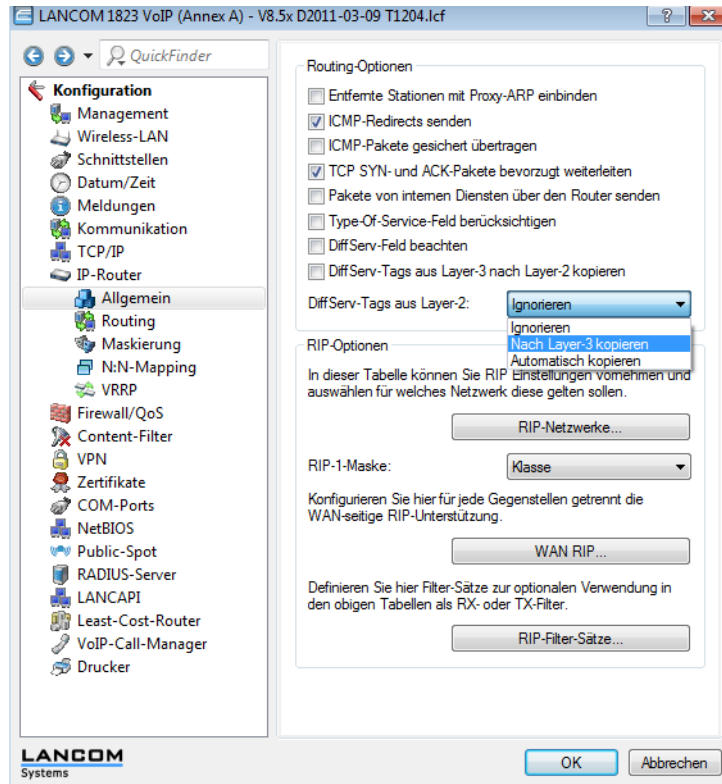 LANCOM 1823 VoIP (Annex A) - V8.5x D2011-03-09 T1204.lcf
QuickFinder
Konfiguration
Management
Wireless-LAN
Schnittstellen
Datum/Zeit
Meldungen
Kommunikation
TCP/IP
IP-Router
Allgemein
Routing
Maskierung
N:N-Mapping
VRRP
Firewall/QoS
Content-Filter
VPN
Zertifikate
COM-Ports
NetBIOS
Public-Spot
RADIUS-Server
LANCAPI
Least-Cost-Router
VoIP-Call-Manager
Drucker
Routing-Optionen
Entfernte Stationen mit Proxy-ARP einbinden
ICMP-Redirects senden
ICMP-Pakete gesichert übertragen
TCP SYN- und ACK-Pakete bevorzugt weiterleiten
Pakete von internen Diensten über den Router senden
Type-Of-Service-Feld berücksichtigen
DiffServ-Feld beachten
DiffServ-Tags aus Layer-3 nach Layer-2 kopieren
DiffServ-Tags aus Layer-2: Ignorieren
Ignorieren
Nach Layer-3 kopieren
Automatisch kopieren
RIP-Optionen
In dieser Tabelle können Sie RIP Einstellungen vornehmen und
auswählen für welches Netzwerk diese gelten sollen.
RIP-Netzwerke...
RIP-1-Maske: Klasse
Konfigurieren Sie hier für jede Gegenstellen getrennt die
WAN-seitige RIP-Unterstützung.
WAN RIP...
Definieren Sie hier Filter-Sätze zur optionalen Verwendung in
den obigen Tabellen als RX- oder TX-Filter.
RIP-Filter-Sätze...
LANCOM
Systems
OK
Abbrechen